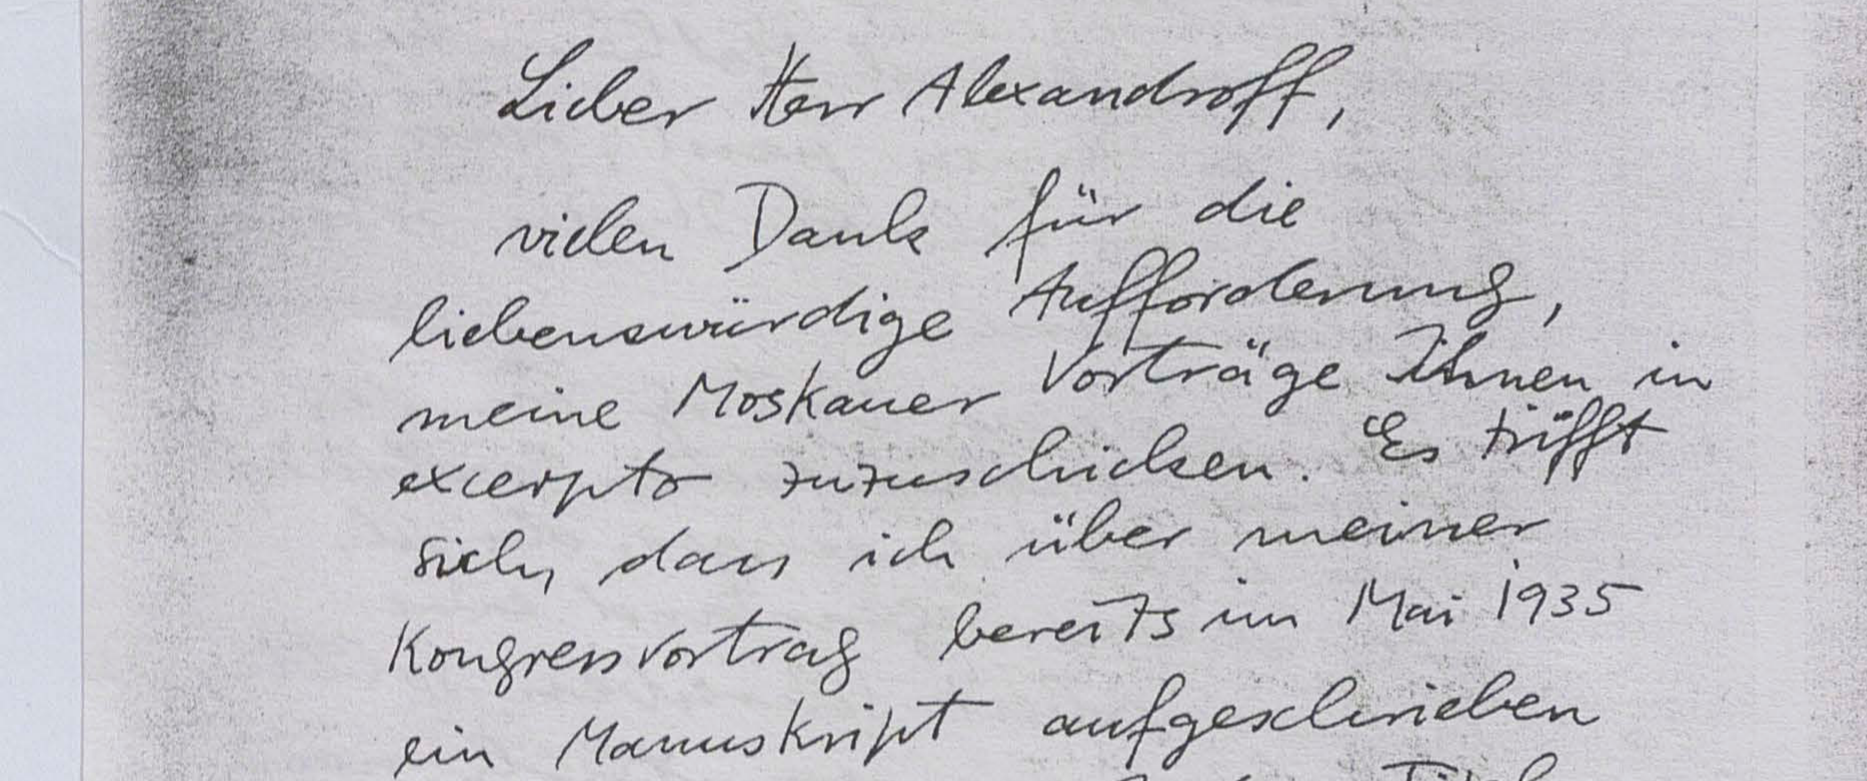 Lieber Herr Alexandroff,
vielen Dank für die
liebenswürdige Aufforderung,
meine Moskauer Vorträge Ihnen in
excerpto zuzuschicken. Es trifft
sich, dass ich über meiner
Kongressvortrag bereits im Mai 1935
ein Manuskript aufgeschrieben